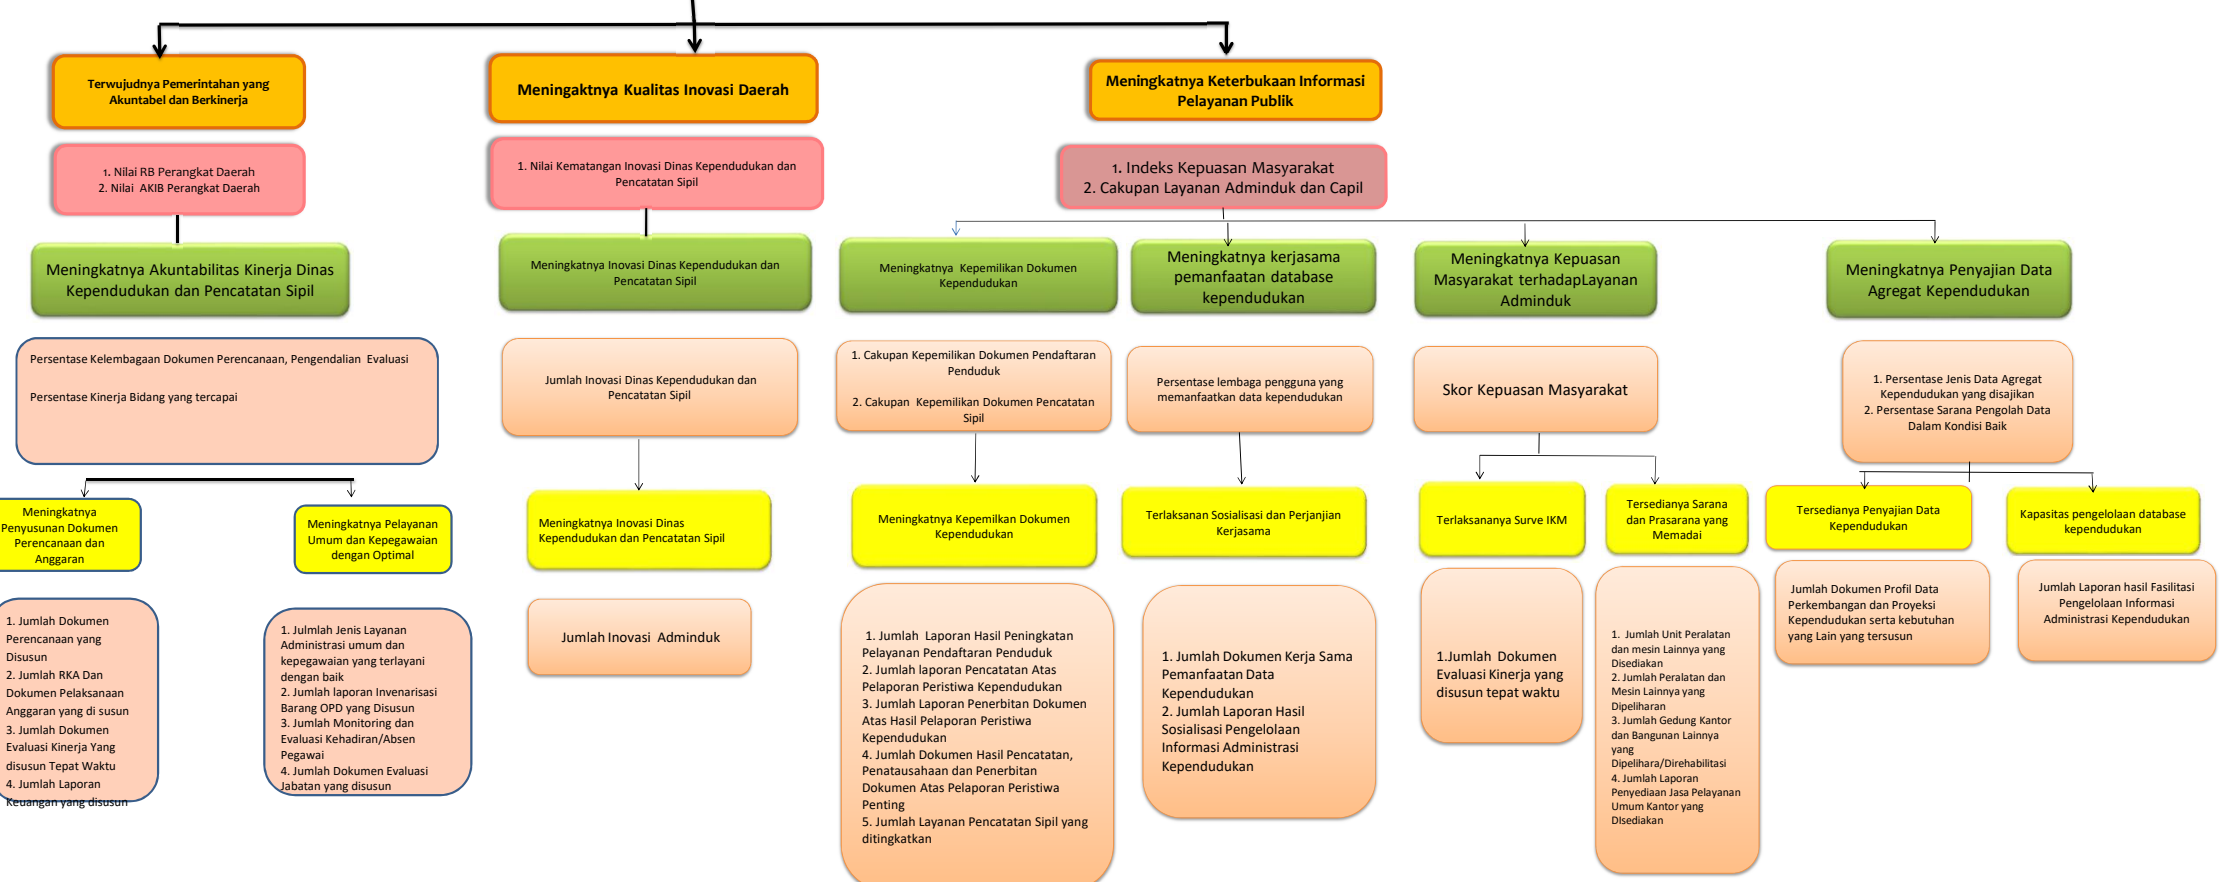 Terwujudnya Pemerintahan yang
Akuntabel dan Berkinerja
Meningaktnya Kualitas Inovasi Daerah
Meningkatnya Keterbukaan Informasi
Pelayanan Publik
1. Nilai RB Perangkat Daerah
2. Nilai AKIB Perangkat Daerah
1. Nilai Kematangan Inovasi Dinas Kependudukan dan
Pencatatan Sipil
1. Indeks Kepuasan Masyarakat
2. Cakupan Layanan Adminduk dan Capil
Meningkatnya Akuntabilitas Kinerja Dinas
Kependudukan dan Pencatatan Sipil
Meningkatnya Inovasi Dinas Kependudukan dan
Pencatatan Sipil
Meningkatnya Kepemilikan Dokumen
Kependudukan
Meningkatnya kerjasama
pemanfaatan database
kependudukan
Meningkatnya Kepuasan
Masyarakat terhadapLayanan
Adminduk
Meningkatnya Penyajian Data
Agregat Kependudukan
Persentase Kelembagaan Dokumen Perencanaan, Pengendalian Evaluasi
Persentase Kinerja Bidang yang tercapai
Jumlah Inovasi Dinas Kependudukan dan
Pencatatan Sipil
1. Cakupan Kepemilikan Dokumen Pendaftaran
Penduduk
2. Cakupan Kepemilikan Dokumen Pencatatan
Sipil
Persentase lembaga pengguna yang
memanfaatkan data kependudukan
Skor Kepuasan Masyarakat
1. Persentase Jenis Data Agregat
Kependudukan yang disajikan
2. Persentase Sarana Pengolah Data
Dalam Kondisi Baik
Meningkatnya
Penyusunan Dokumen
Perencanaan dan
Anggaran
Meningkatnya Pelayanan
Umum dan Kepegawaian
dengan Optimal
Meningkatnya Inovasi Dinas
Kependudukan dan Pencatatan Sipil
Meningkatnya Kepemilkan Dokumen
Kependudukan
Terlaksanan Sosialisasi dan Perjanjian
Kerjasama
Terlaksananya Surve IKM
Tersedianya Sarana
dan Prasarana yang
Memadai
Tersedianya Penyajian Data
Kependudukan
Kapasitas pengelolaan database
kependudukan
1. Jumlah Dokumen
Perencanaan yang
Disusun
2. Jumlah RKA Dan
Dokumen Pelaksanaan
Anggaran yang di susun
3. Jumlah Dokumen
Evaluasi Kinerja Yang
disusun Tepat Waktu
4. Jumlah Laporan
Keuangan yang disusun
1. Julmlah Jenis Layanan
Administrasi umum dan
kepegawaian yang terlayani
dengan baik
2. Jumlah laporan Invenarisasi
Barang OPD yang Disusun
3. Jumlah Monitoring dan
Evaluasi Kehadiran/Absen
Pegawai
4. Jumlah Dokumen Evaluasi
Jabatan yang disusun
Jumlah Inovasi Adminduk
1. Jumlah Laporan Hasil Peningkatan
Pelayanan Pendaftaran Penduduk
2. Jumlah laporan Pencatatan Atas
Pelaporan Peristiwa Kependudukan
3. Jumlah Laporan Penerbitan Dokumen
Atas Hasil Pelaporan Peristiwa
Kependudukan
4. Jumlah Dokumen Hasil Pencatatan,
Penatausahaan dan Penerbitan
Dokumen Atas Pelaporan Peristiwa
Penting
5. Jumlah Layanan Pencatatan Sipil yang
ditingkatkan
1. Jumlah Dokumen Kerja Sama
Pemanfaatan Data
Kependudukan
2. Jumlah Laporan Hasil
Sosialisasi Pengelolaan
Informasi Administrasi
Kependudukan
1.Jumlah Dokumen
Evaluasi Kinerja yang
disusun tepat waktu
1. Jumlah Unit Peralatan
dan mesin Lainnya yang
Disediakan
2. Jumlah Peralatan dan
Mesin Lainnya yang
Dipeliharan
3. Jumlah Gedung Kantor
dan Bangunan Lainnya
yang
Dipelihara/Direhabilitasi
4. Jumlah Laporan
Penyediaan Jasa Pelayanan
Umum Kantor yang
DIsediakan
Jumlah Dokumen Profil Data
Perkembangan dan Proyeksi
Kependudukan serta kebutuhan
yang Lain yang tersusun
Jumlah Laporan hasil Fasilitasi
Pengelolaan Informasi
Administrasi Kependudukan